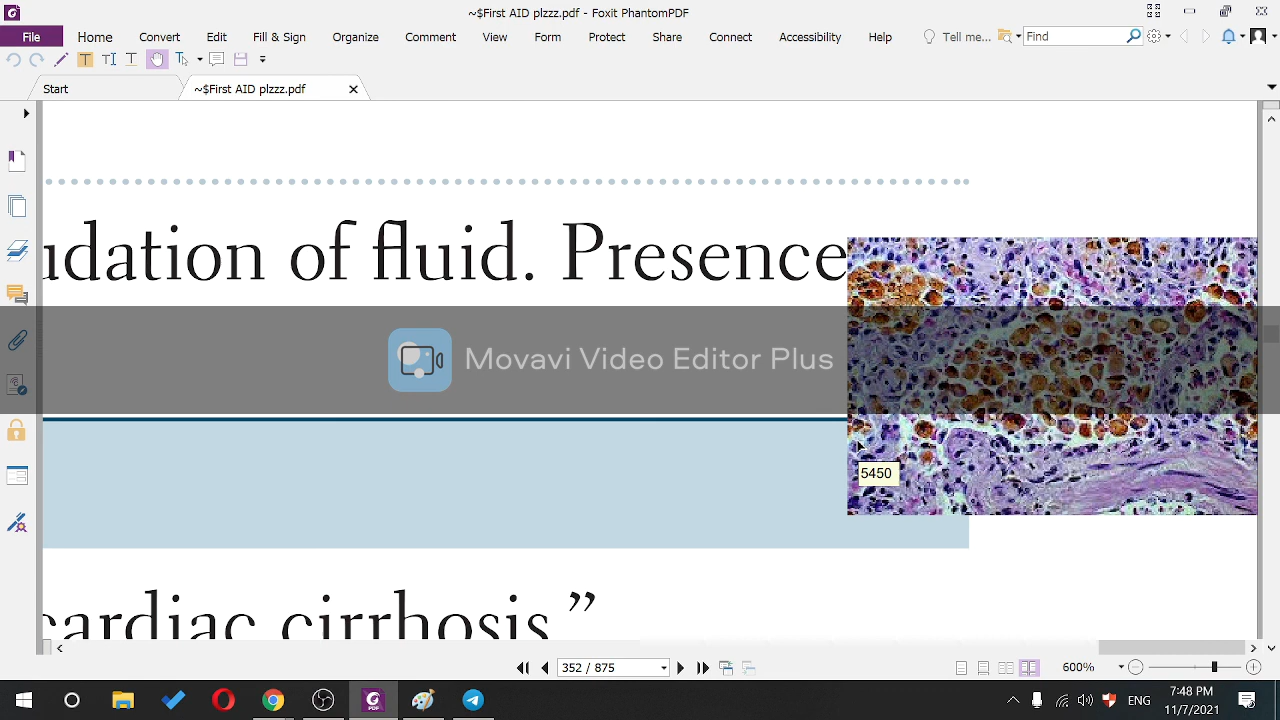 ~$First AID plzzz.pdf - Foxit PhantomPDF
File Home Convert Edit Fill & Sign Organize Comment View Form Protect Share Connect Accessibility Help Tell me... Find
Start ~$First AID plzzz.pdf
udation of fluid. Presence
Movavi Video Editor Plus
5450
cardiac cirrhosis.”
352 / 875 600%
ENG 7:48 PM
11/7/2021